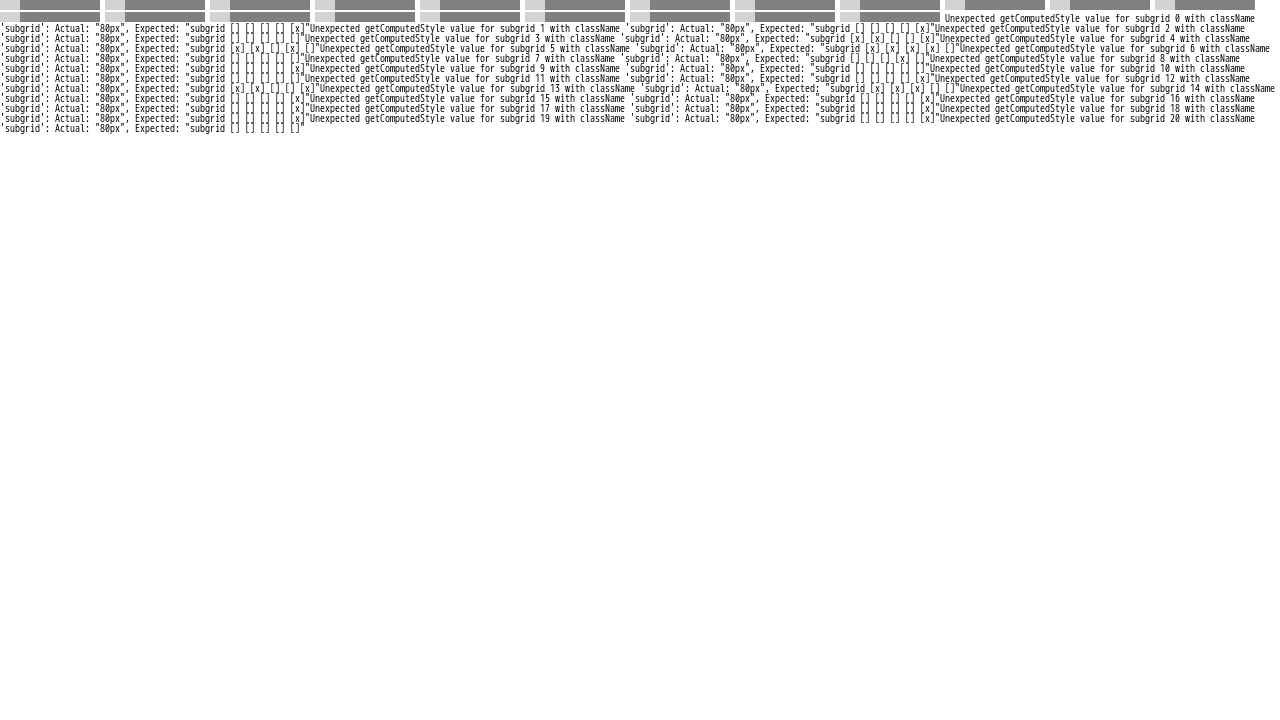 Unexpected getComputedStyle value for subgrid 0 with className
'subgrid': Actual: "80px", Expected: "subgrid [] [] [] [] [x]"Unexpected getComputedStyle value for subgrid 1 with className 'subgrid': Actual: "80px", Expected: "subgrid [] [] [] [] [x]"Unexpected getComputedStyle value for subgrid 2 with className
'subgrid': Actual: "80px", Expected: "subgrid [] [] [] [] []"Unexpected getComputedStyle value for subgrid 3 with className 'subgrid': Actual: "80px", Expected: "subgrid [x] [x] [] [] [x]"Unexpected getComputedStyle value for subgrid 4 with className
'subgrid': Actual: "80px", Expected: "subgrid [x] [x] [] [x] []"Unexpected getComputedStyle value for subgrid 5 with className 'subgrid': Actual: "80px", Expected: "subgrid [x] [x] [x] [x] []"Unexpected getComputedStyle value for subgrid 6 with className
'subgrid': Actual: "80px", Expected: "subgrid [] [] [] [] []"Unexpected getComputedStyle value for subgrid 7 with className 'subgrid': Actual: "80px", Expected: "subgrid [] [] [] [x] []"Unexpected getComputedStyle value for subgrid 8 with className
'subgrid': Actual: "80px", Expected: "subgrid [] [] [] [] [x]"Unexpected getComputedStyle value for subgrid 9 with className 'subgrid': Actual: "80px", Expected: "subgrid [] [] [] [] []"Unexpected getComputedStyle value for subgrid 10 with className
'subgrid': Actual: "80px", Expected: "subgrid [] [] [] [] []"Unexpected getComputedStyle value for subgrid 11 with className 'subgrid': Actual: "80px", Expected: "subgrid [] [] [] [] [x]"Unexpected getComputedStyle value for subgrid 12 with className
'subgrid': Actual: "80px", Expected: "subgrid [x] [x] [] [] [x]"Unexpected getComputedStyle value for subgrid 13 with className 'subgrid': Actual: "80px", Expected: "subgrid [x] [x] [x] [] []"Unexpected getComputedStyle value for subgrid 14 with className
'subgrid': Actual: "80px", Expected: "subgrid [] [] [] [] [x]"Unexpected getComputedStyle value for subgrid 15 with className 'subgrid': Actual: "80px", Expected: "subgrid [] [] [] [] [x]"Unexpected getComputedStyle value for subgrid 16 with className
'subgrid': Actual: "80px", Expected: "subgrid [] [] [] [] [x]"Unexpected getComputedStyle value for subgrid 17 with className 'subgrid': Actual: "80px", Expected: "subgrid [] [] [] [] [x]"Unexpected getComputedStyle value for subgrid 18 with className
'subgrid': Actual: "80px", Expected: "subgrid [] [] [] [] [x]"Unexpected getComputedStyle value for subgrid 19 with className 'subgrid': Actual: "80px", Expected: "subgrid [] [] [] [] [x]"Unexpected getComputedStyle value for subgrid 20 with className
'subgrid': Actual: "80px", Expected: "subgrid [] [] [] [] []"